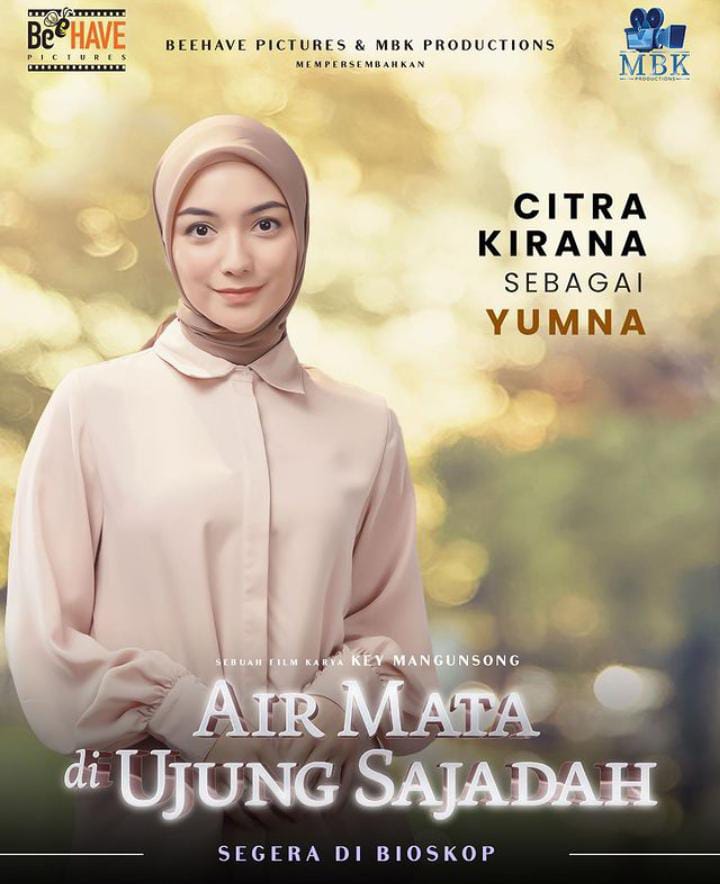 BeeHAVE
PICTURES
BEEHAVE PICTURES & MBK PRODUCTIONS
MEMPERSEMBAHKAN
MBK
PRODUCTIONS
CITRA
KIRANA
SEBAGAI
YUMNA
SEBUAH FILM KARYA KEY MANGUNSONG
AIR MATA
di UJUNG SAJADAH
SEGERA DI BIOSKOP